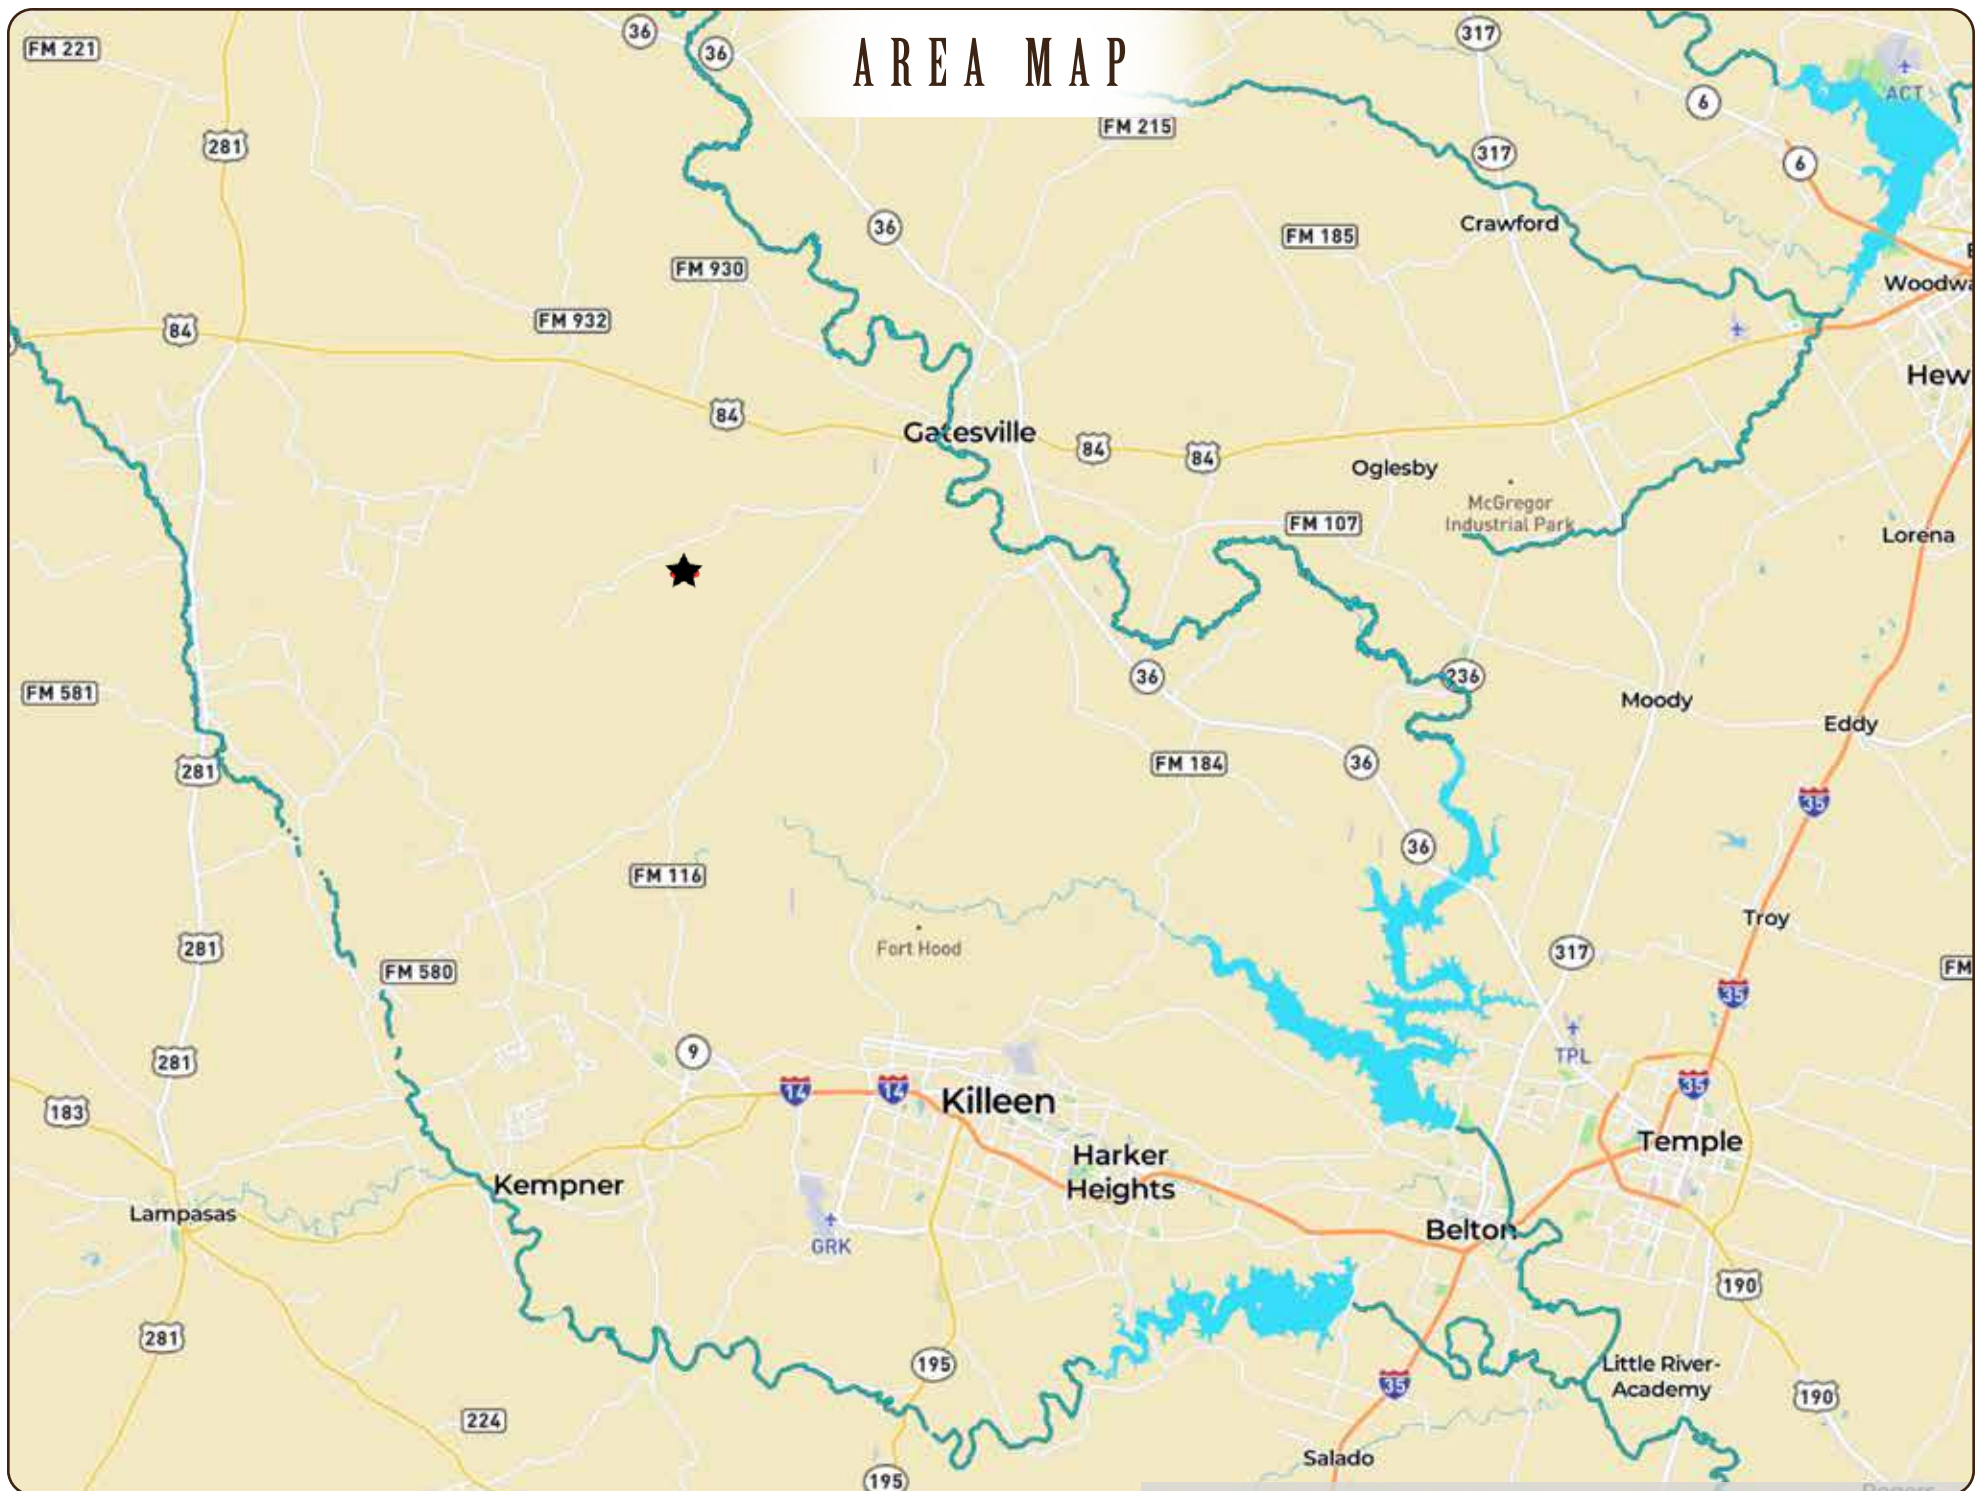 AREA MAP
FM 221
36
36
317
6
ACT
FM 215
281
317
6
36
Crawford
FM 185
FM 930
Woodwa
84
FM 932
Hew
84
Gatesville
84
84
Oglesby
McGregor
Industrial Park
FM 107
Lorena
36
236
FM 581
Moody
Eddy
281
FM 184
36
35
36
FM 116
Troy
281
Fort Hood
317
FM 580
FM
35
9
281
TPL
14
14
Killeen
35
183
Temple
Harker
Heights
Kempner
Lampasas
Belton
GRK
190
281
195
Little River-
Academy
35
190
224
Salado
195